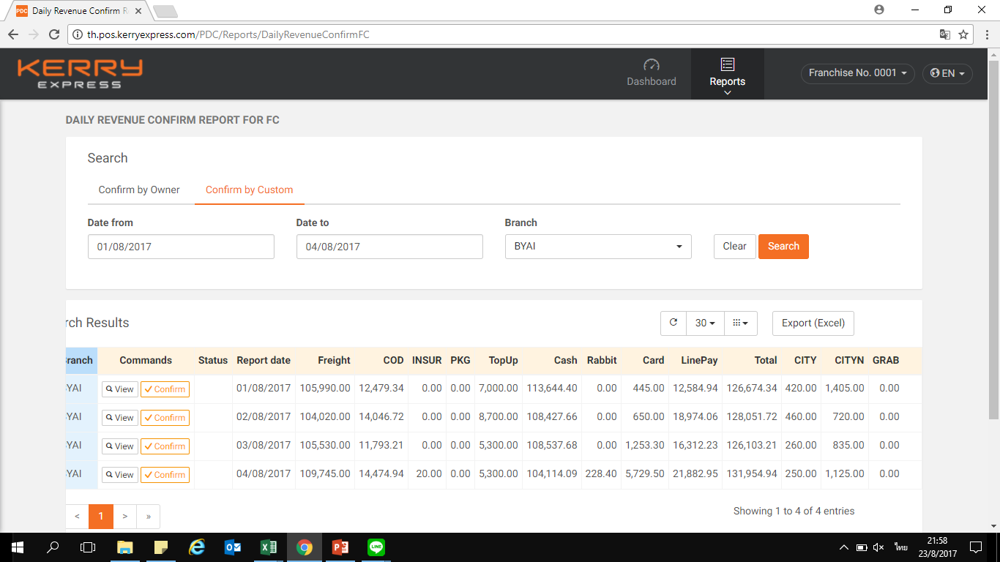 PDC Daily Revenue Confirm R
th.pos.kerryexpress.com/PDC/Reports/DailyRevenueConfirmFC
KERRY
EXPRESS
Dashboard
Reports
Franchise No. 0001
EN
DAILY REVENUE CONFIRM REPORT FOR FC
Search
Confirm by Owner Confirm by Custom
Date from Date to Branch
01/08/2017 04/08/2017 BYAI Clear Search
rch Results 30 Export (Excel)
ranch Commands Status Report date Freight COD INSUR PKG TopUp Cash Rabbit Card LinePay Total CITY CITYN GRAB
YAI View Confirm 01/08/2017 105,990.00 12,479.34 0.00 0.00 7,000.00 113,644.40 0.00 445.00 12,584.94 126,674.34 420.00 1,405.00 0.00
YAI View Confirm 02/08/2017 104,020.00 14,046.72 0.00 0.00 8,700.00 108,427.66 0.00 650.00 18,974.06 128,051.72 460.00 720.00 0.00
YAI View Confirm 03/08/2017 105,530.00 11,793.21 0.00 0.00 5,300.00 108,537.68 0.00 1,253.30 16,312.23 126,103.21 260.00 835.00 0.00
YAI View Confirm 04/08/2017 109,745.00 14,474.94 20.00 0.00 5,300.00 104,114.09 228.40 5,729.50 21,882.95 131,954.94 250.00 1,125.00 0.00
< 1 > » Showing 1 to 4 of 4 entries
LINE
ไทย
21:58
23/8/2017